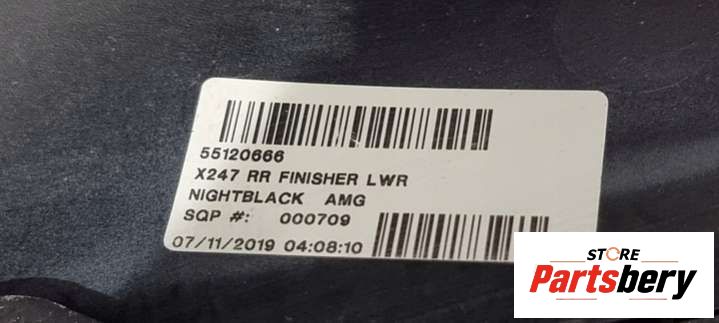 55120666
X247 RR FINISHER LWR
NIGHTBLACK AMG
SQP #: 000709
07/11/2019 04:08:10
STORE
Partsbery